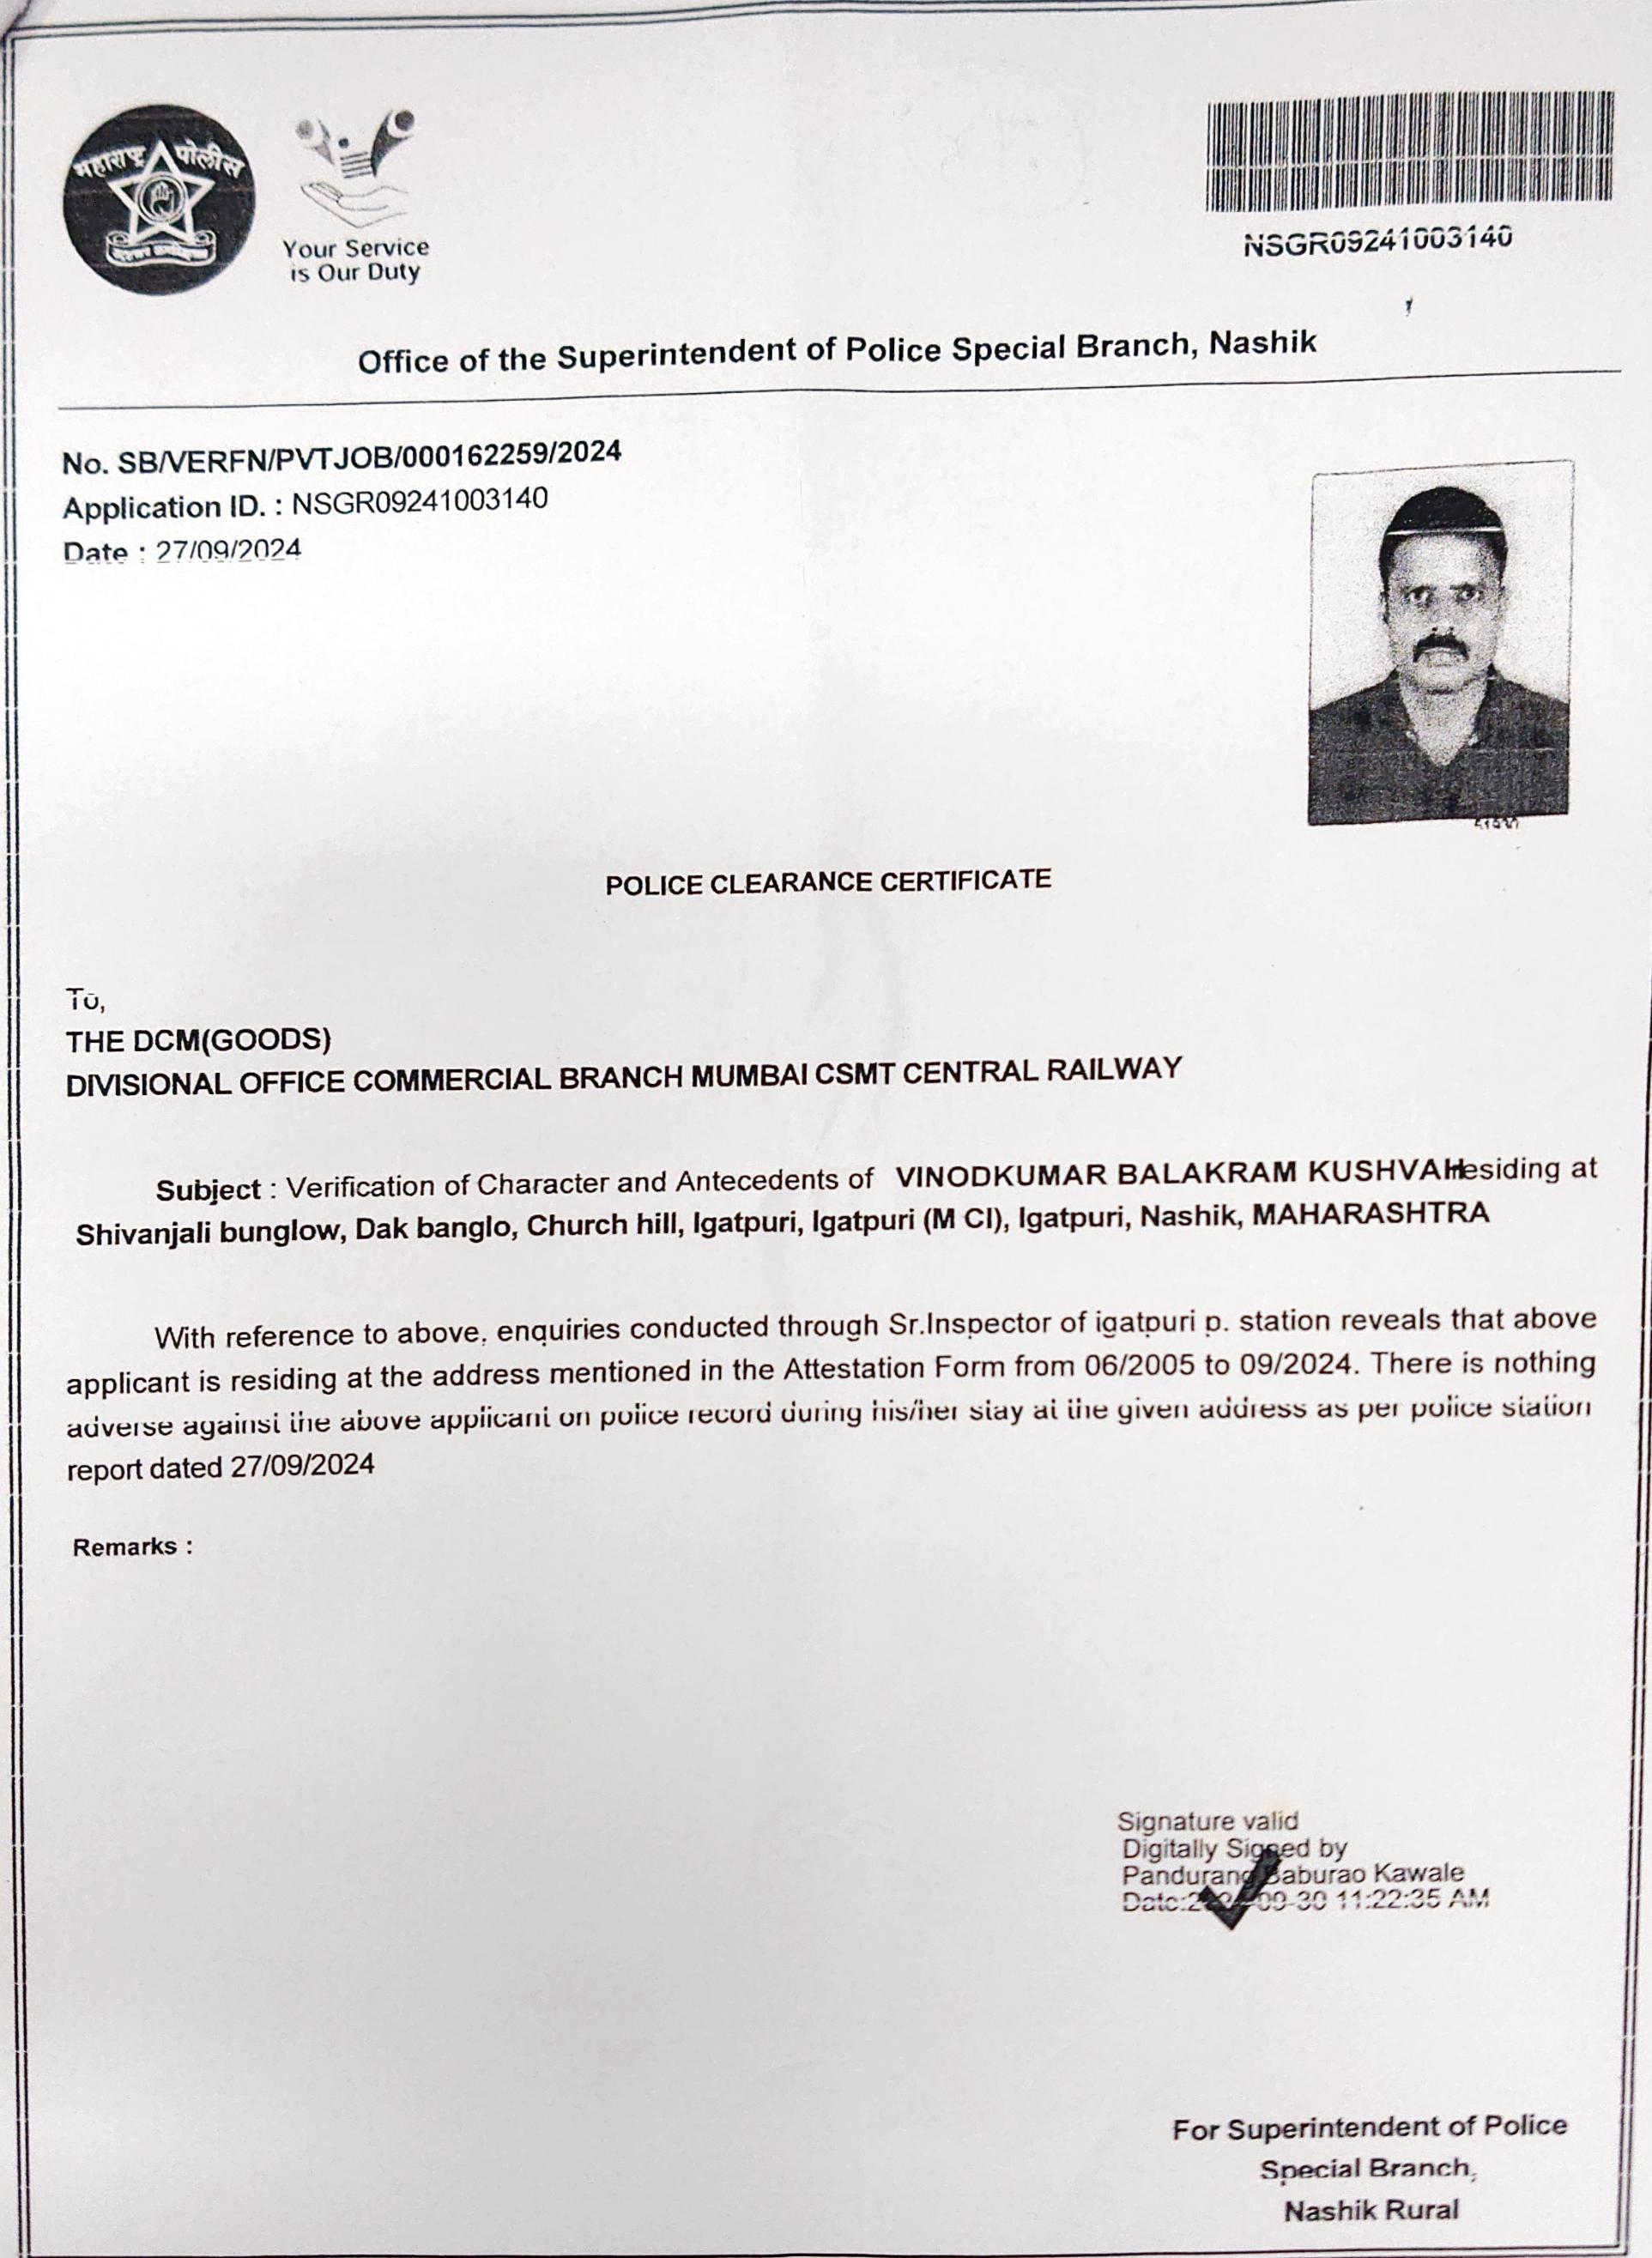 महाराष्ट्र पोलीस
Your Service
is Our Duty
NSGR09241003140
Office of the Superintendent of Police Special Branch, Nashik
No. SB/VERFN/PVTJOB/000162259/2024
Application ID. : NSGR09241003140
Date : 27/09/2024
POLICE CLEARANCE CERTIFICATE
To,
THE DCM(GOODS)
DIVISIONAL OFFICE COMMERCIAL BRANCH MUMBAI CSMT CENTRAL RAILWAY
Subject : Verification of Character and Antecedents of VINODKUMAR BALAKRAM KUSHVAH residing at
Shivanjali bunglow, Dak banglo, Church hill, Igatpuri, Igatpuri (M Cl), Igatpuri, Nashik, MAHARASHTRA
With reference to above, enquiries conducted through Sr.Inspector of igatpuri p. station reveals that above
applicant is residing at the address mentioned in the Attestation Form from 06/2005 to 09/2024. There is nothing
adverse against the above applicant on police record during his/her stay at the given address as per police station
report dated 27/09/2024
Remarks :
Signature valid
Digitally Signed by
Pandurang Baburao Kawale
Date:2024-09-30 11:22:35 AM
For Superintendent of Police
Special Branch,
Nashik Rural